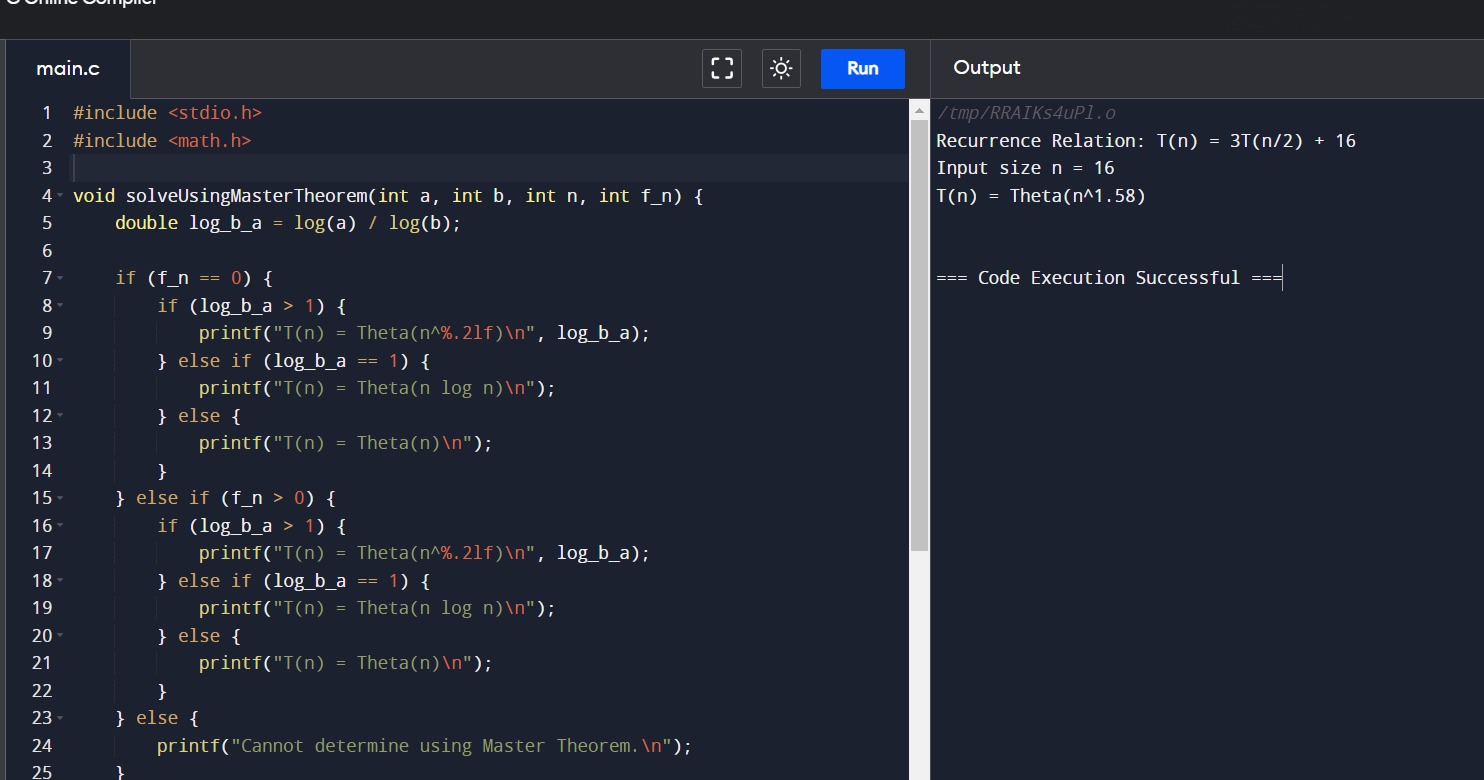 C Online Compiler
main.c
Run
Output
1 #include <stdio.h>
2 #include <math.h>
3
4 void solveUsingMasterTheorem(int a, int b, int n, int f_n) {
5     double log_b_a = log(a) / log(b);
6
7     if (f_n == 0) {
8         if (log_b_a > 1) {
9             printf("T(n) = Theta(n^%.2lf)\n", log_b_a);
10         } else if (log_b_a == 1) {
11             printf("T(n) = Theta(n log n)\n");
12         } else {
13             printf("T(n) = Theta(n)\n");
14         }
15     } else if (f_n > 0) {
16         if (log_b_a > 1) {
17             printf("T(n) = Theta(n^%.2lf)\n", log_b_a);
18         } else if (log_b_a == 1) {
19             printf("T(n) = Theta(n log n)\n");
20         } else {
21             printf("T(n) = Theta(n)\n");
22         }
23     } else {
24         printf("Cannot determine using Master Theorem.\n");
25     }
/tmp/RRAIKs4uPl.o
Recurrence Relation: T(n) = 3T(n/2) + 16
Input size n = 16
T(n) = Theta(n^1.58)
=== Code Execution Successful ===